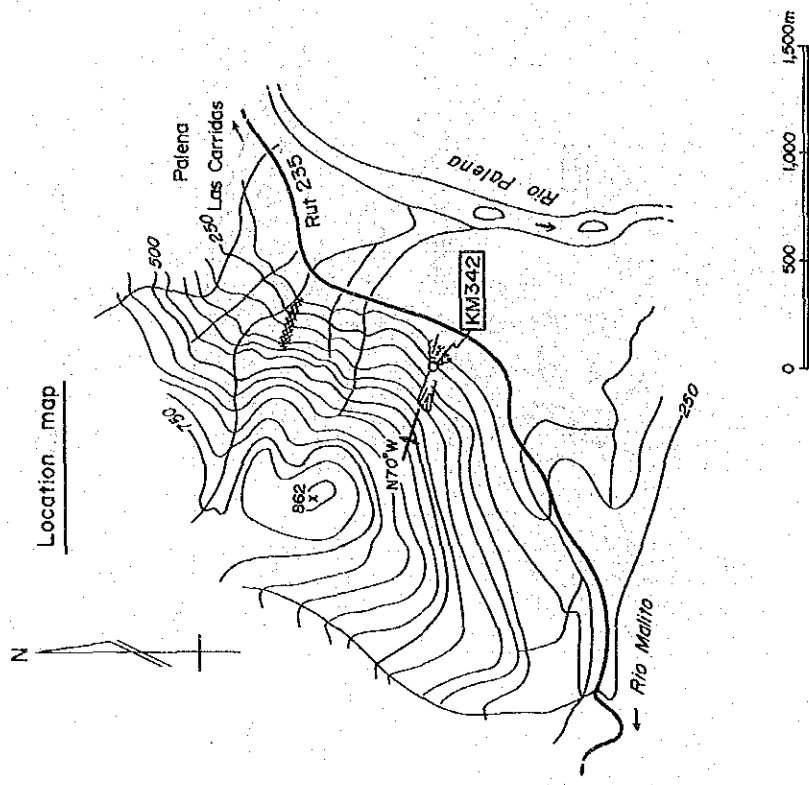 Location map
N
Palena
Las Carridas
Rut 235
Rio Palena
250
500
750
862
x
N70°W
KM342
250
Rio Malito
0 500 1,000 1,500m